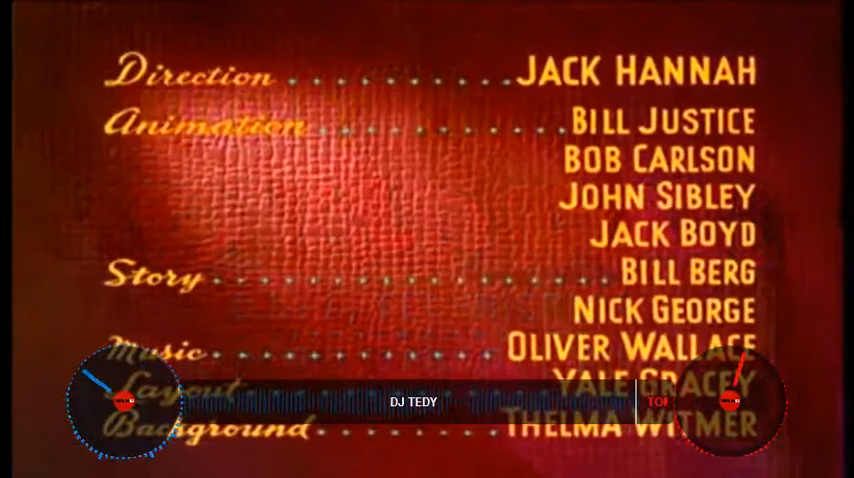 Direction . . . . . . . . . . JACK HANNAH
Animation . . . . . . . . . . . BILL JUSTICE
BOB CARLSON
JOHN SIBLEY
JACK BOYD
Story . . . . . . . . . . . . . . . . . BILL BERG
NICK GEORGE
Music . . . . . . . . . . . . OLIVER WALLACE
Layout YALE GRACEY
DJ TEDY
Background . . . . . . . . THELMA WITMER